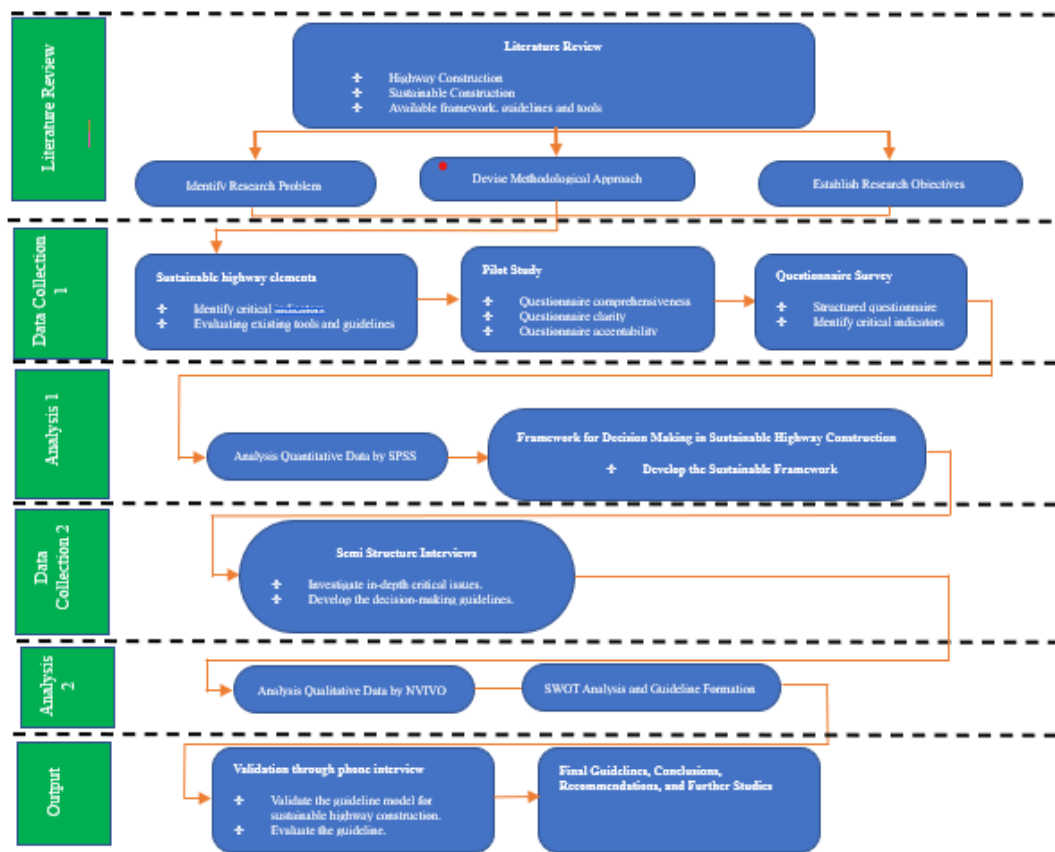 Literature Review
Literature Review
Highway Construction
Sustainable Construction
Available framework, guidelines and tools
Identify Research Problem
Devise Methodological Approach
Establish Research Objectives
Data Collection
1
Sustainable highway elements
Identify critical
Evaluating existing tools and guidelines
Pilot Study
Questionnaire comprehensiveness
Questionnaire clarity
Questionnaire acceptability
Questionnaire Survey
Structured questionnaire
Identify critical indicators
Analysis 1
Analysis Quantitative Data by SPSS
Framework for Decision Making in Sustainable Highway Construction
Develop the Sustainable Framework
Data
Collection 2
Semi Structure Interviews
Investigate in-depth critical issues.
Develop the decision-making guidelines.
Analysis
2
Analysis Qualitative Data by NVIVO
SWOT Analysis and Guideline Formation
Output
Validation through phone interview
Validate the guideline model for
sustainable highway construction.
Evaluate the guideline.
Final Guidelines, Conclusions,
Recommendations, and Further Studies